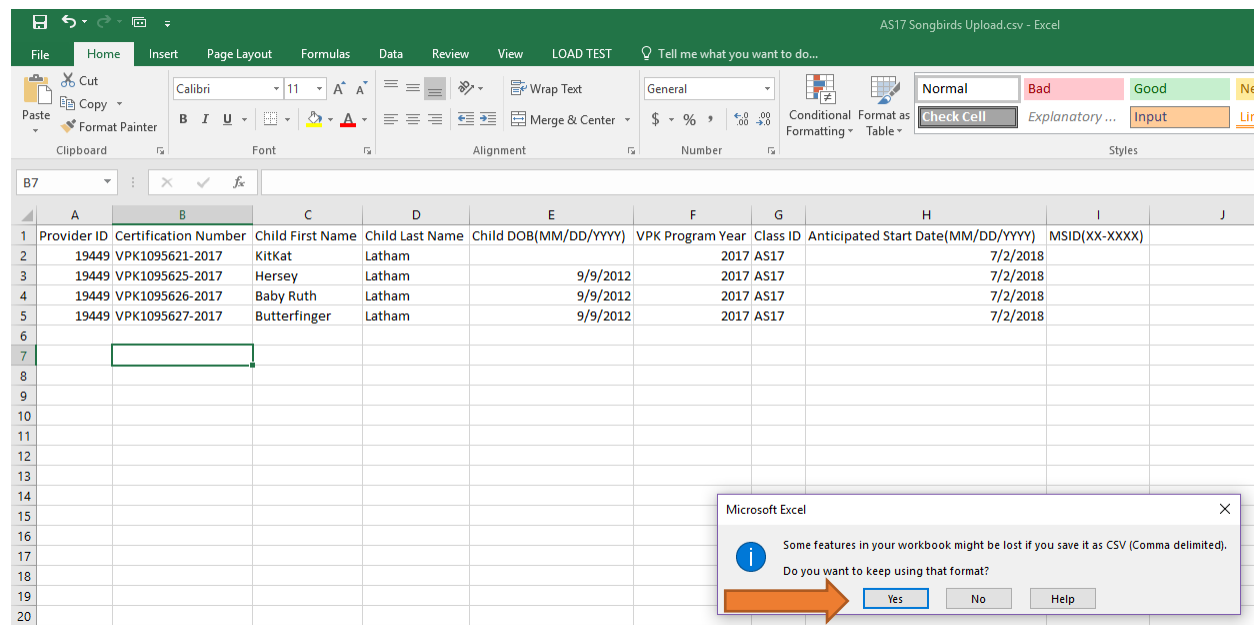 AS17 Songbirds Upload.csv - Excel
File Home Insert Page Layout Formulas Data Review View LOAD TEST Tell me what you want to do...
Paste
Cut
Copy
Format Painter
Clipboard
Calibri 11 A A
B I U A
Font
Wrap Text
Merge & Center
Alignment
General
$ % , .0 .00 .00 .0
Number
Conditional Formatting
Format as Table
Normal Bad Good Ne
Check Cell Explanatory ... Input Lin
Styles
B7 fx
A B C D E F G H I J
1 Provider ID Certification Number Child First Name Child Last Name Child DOB(MM/DD/YYYY) VPK Program Year Class ID Anticipated Start Date(MM/DD/YYYY) MSID(XX-XXXX)
2 19449 VPK1095621-2017 KitKat Latham 2017 AS17 7/2/2018
3 19449 VPK1095625-2017 Hersey Latham 9/9/2012 2017 AS17 7/2/2018
4 19449 VPK1095626-2017 Baby Ruth Latham 9/9/2012 2017 AS17 7/2/2018
5 19449 VPK1095627-2017 Butterfinger Latham 9/9/2012 2017 AS17 7/2/2018
6
7
8
9
10
11
12
13
14
15
16
17
18
19
20
Microsoft Excel
Some features in your workbook might be lost if you save it as CSV (Comma delimited).
Do you want to keep using that format?
Yes No Help